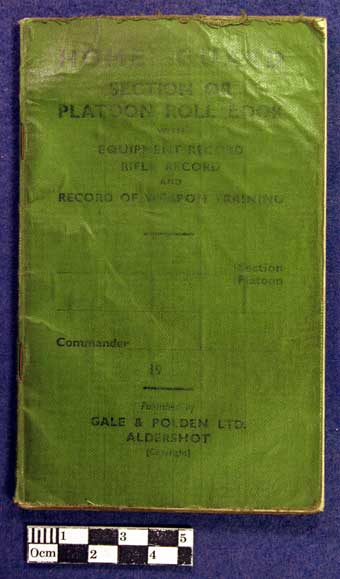 HOME GUARD
SECTION OR
PLATOON ROLL BOOK
WITH
EQUIPMENT RECORD
RIFLE RECORD
AND
RECORD OF WEAPON TRAINING
Section
Platoon
Commander
19
Published by
GALE & POLDEN LTD.
ALDERSHOT
(Copyright)
0cm 1 2 3 4 5